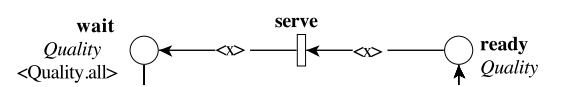 wait
Quality
<Quality.all>
<x>
serve
<x>
ready
Quality